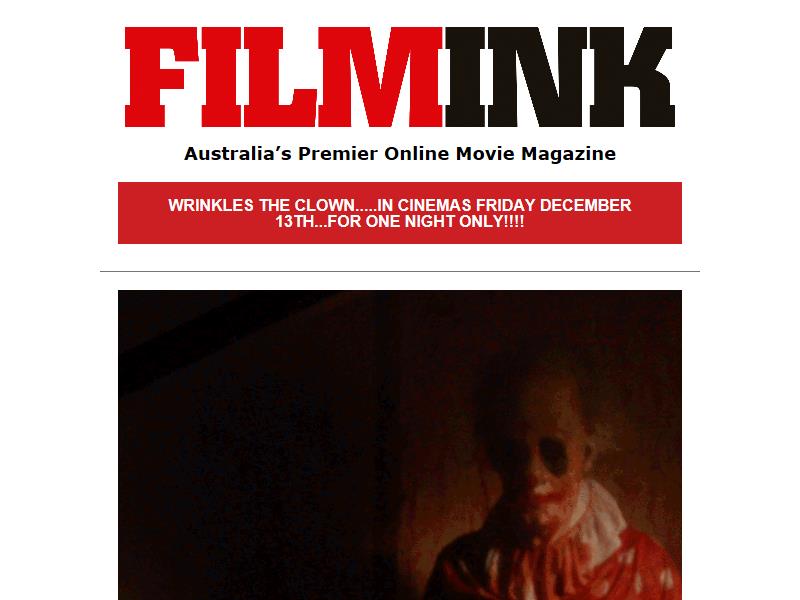 FILMINK
Australia’s Premier Online Movie Magazine
WRINKLES THE CLOWN.....IN CINEMAS FRIDAY DECEMBER
13TH...FOR ONE NIGHT ONLY!!!!